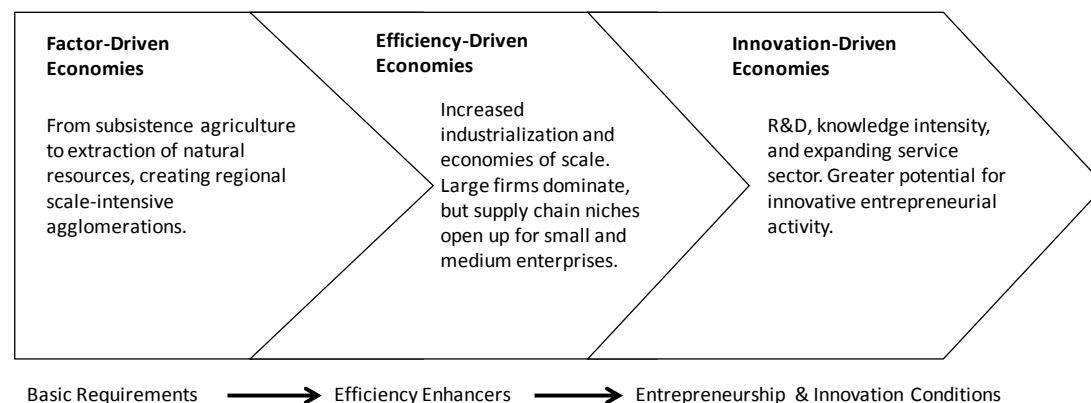 Factor-Driven
Economies
From subsistence agriculture
to extraction of natural
resources, creating regional
scale-intensive
agglomerations.
Efficiency-Driven
Economies
Increased
industrialization and
economies of scale.
Large firms dominate,
but supply chain niches
open up for small and
medium enterprises.
Innovation-Driven
Economies
R&D, knowledge intensity,
and expanding service
sector. Greater potential for
innovative entrepreneurial
activity.
Basic Requirements
Efficiency Enhancers
Entrepreneurship & Innovation Conditions